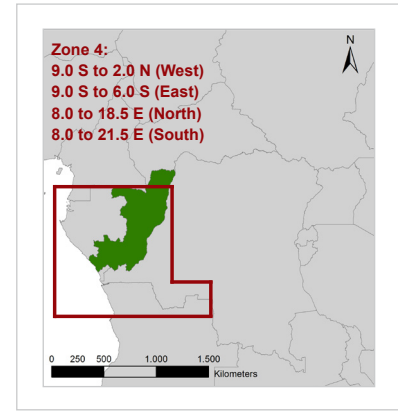 Zone 4:
9.0 S to 2.0 N (West)
9.0 S to 6.0 S (East)
8.0 to 18.5 E (North)
8.0 to 21.5 E (South)
N
0 250 500 1.000 1.500
Kilometers